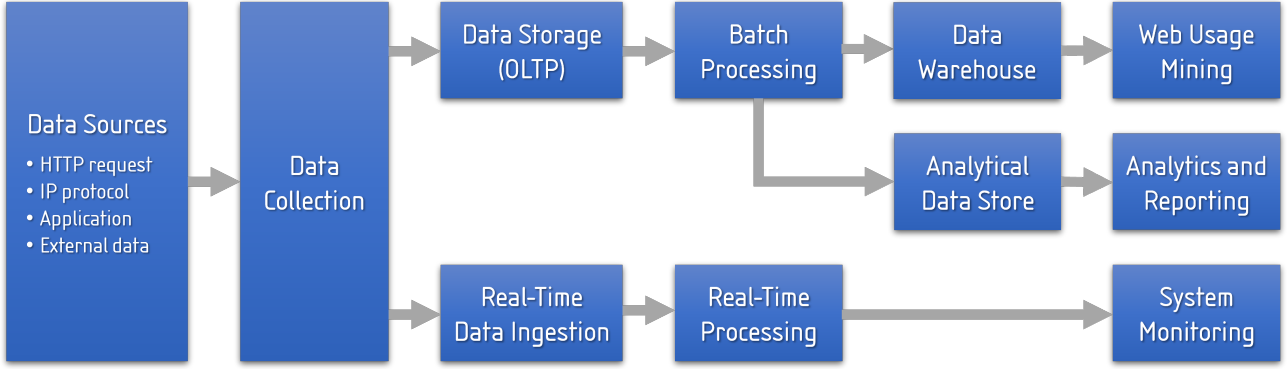 Data Sources
• HTTP request
• IP protocol
• Application
• External data
Data
Collection
Data Storage
(OLTP)
Batch
Processing
Data
Warehouse
Web Usage
Mining
Analytical
Data Store
Analytics and
Reporting
Real-Time
Data Ingestion
Real-Time
Processing
System
Monitoring